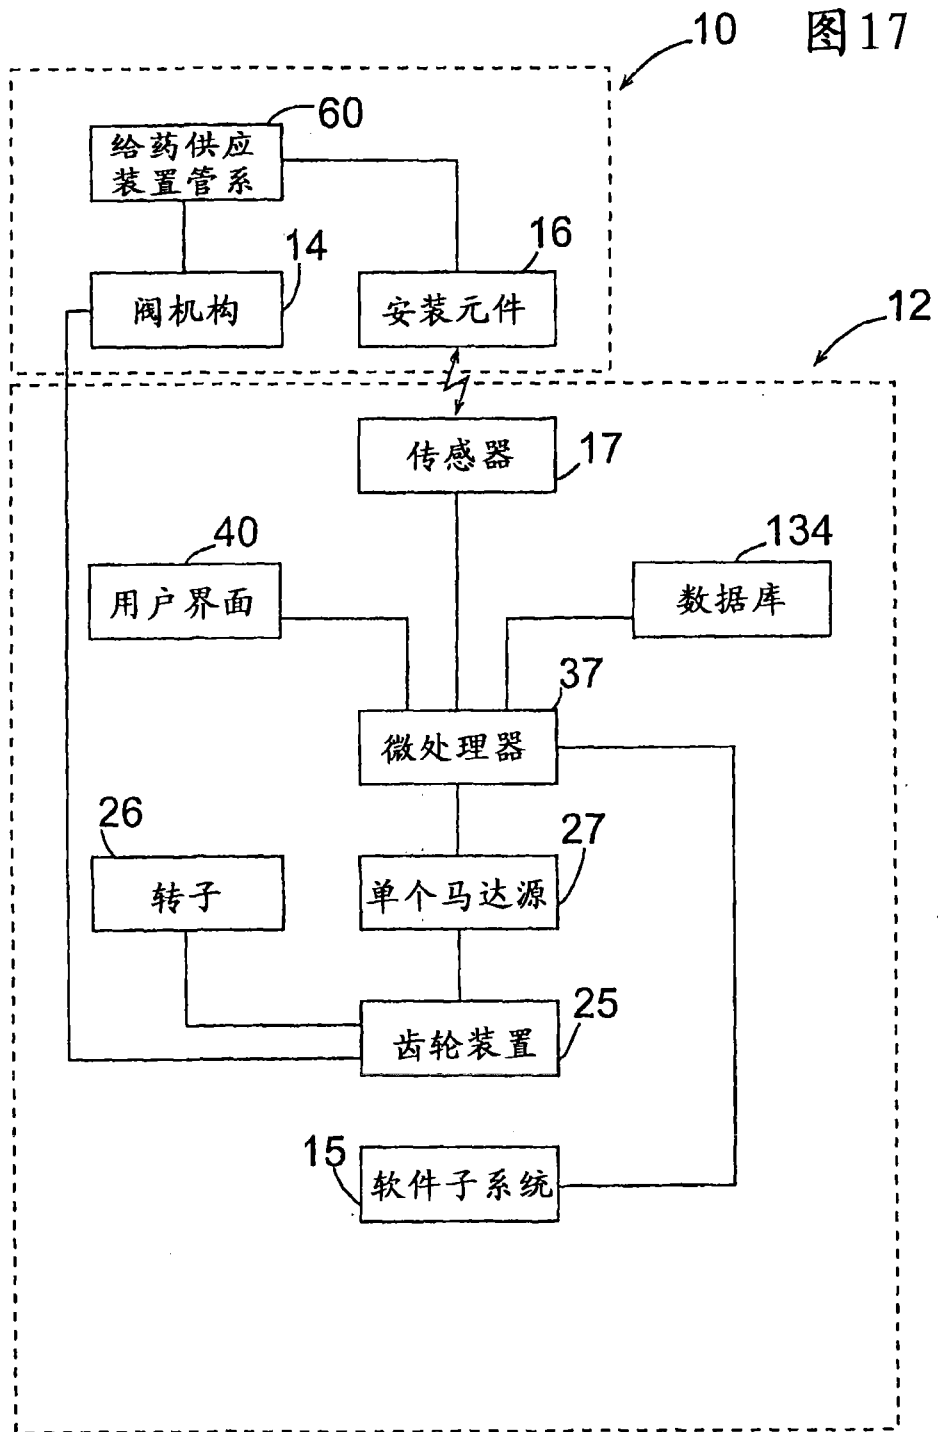 图17
10
60
给药供应
装置管系
14
阀机构
16
安装元件
12
传感器
17
40
用户界面
134
数据库
37
微处理器
26
转子
27
单个马达源
25
齿轮装置
15
软件子系统